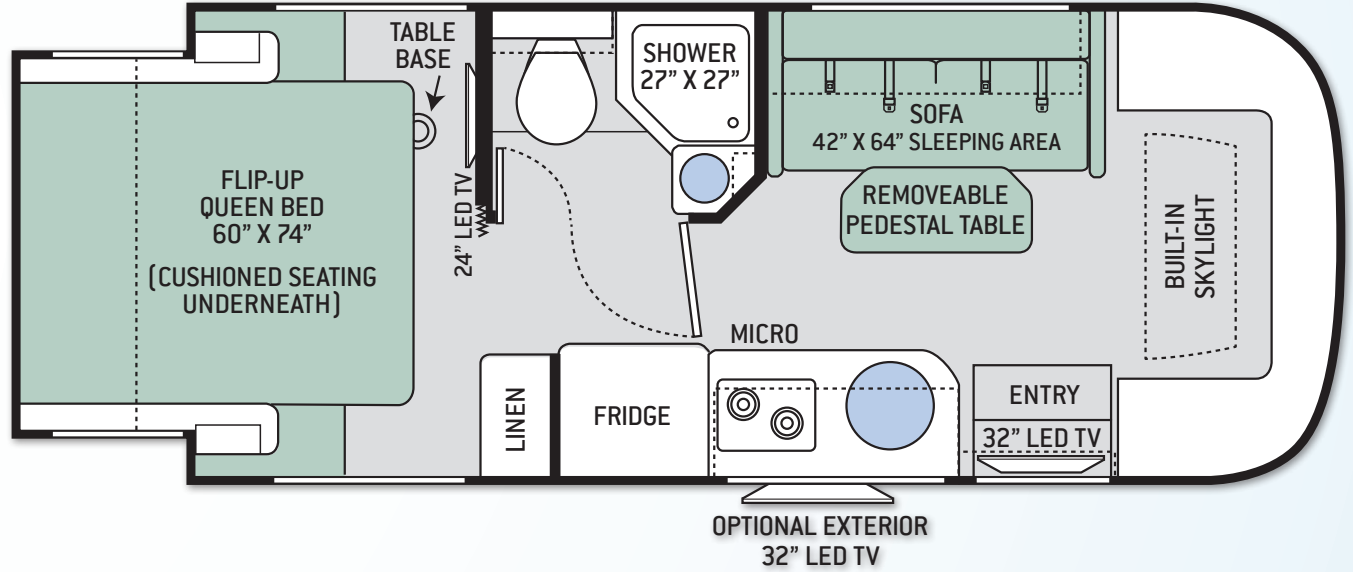 TABLE
BASE
SHOWER
27” X 27”
SOFA
42” X 64” SLEEPING AREA
FLIP-UP
QUEEN BED
60” X 74”
(CUSHIONED SEATING
UNDERNEATH)
24” LED TV
REMOVEABLE
PEDESTAL TABLE
BUILT-IN
SKYLIGHT
MICRO
LINEN
FRIDGE
ENTRY
32” LED TV
OPTIONAL EXTERIOR
32” LED TV